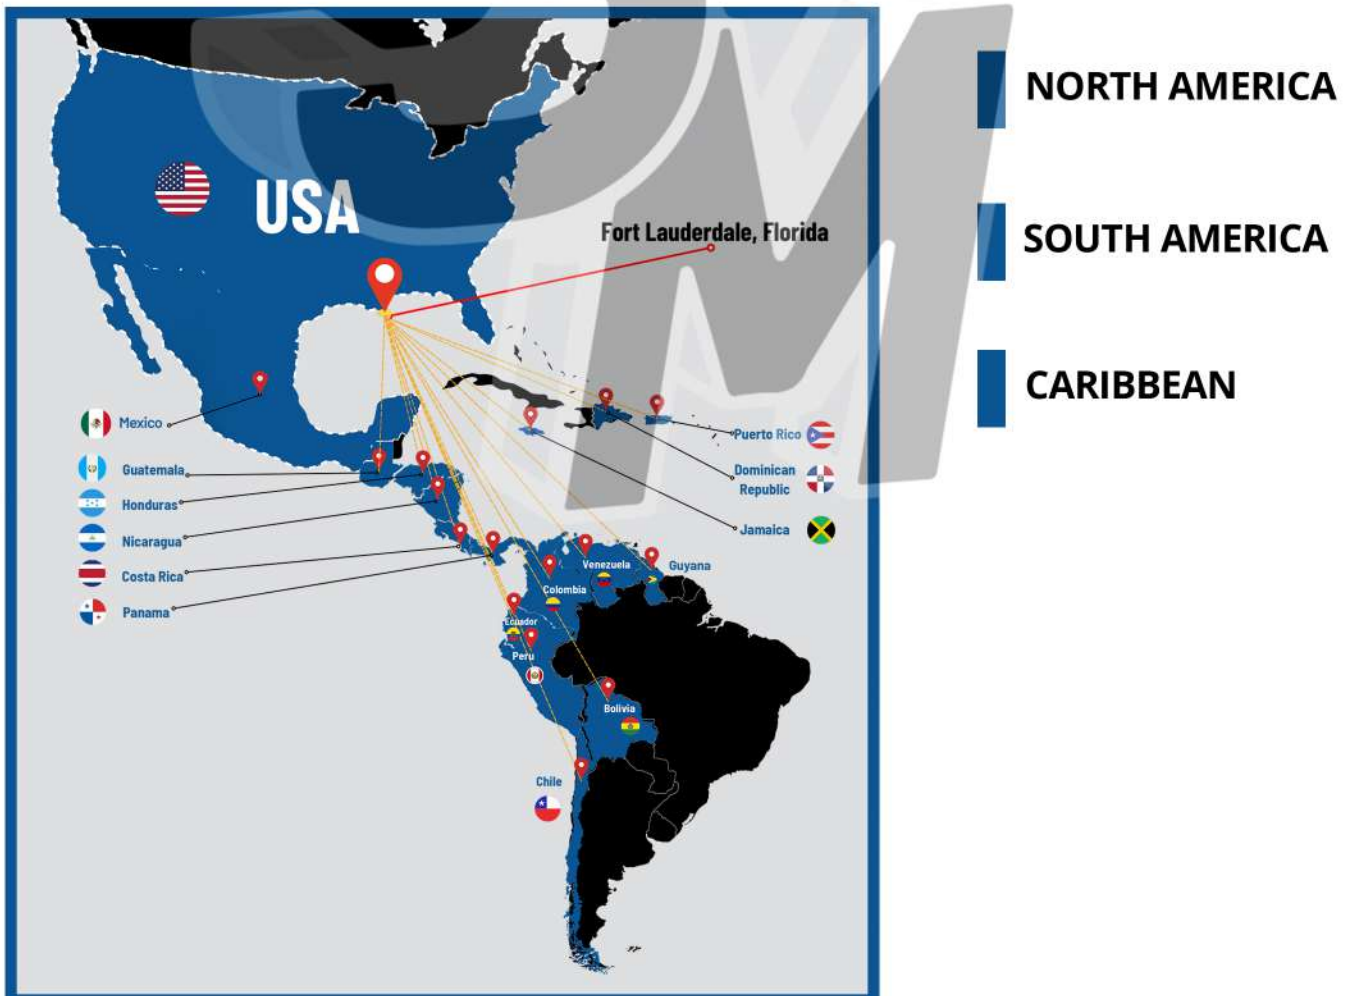 NORTH AMERICA
USA
Fort Lauderdale, Florida
SOUTH AMERICA
CARIBBEAN
Mexico
Guatemala
Honduras
Nicaragua
Costa Rica
Panama
Puerto Rico
Dominican
Republic
Jamaica
Venezuela
Guyana
Colombia
Ecuador
Peru
Bolivia
Chile
M